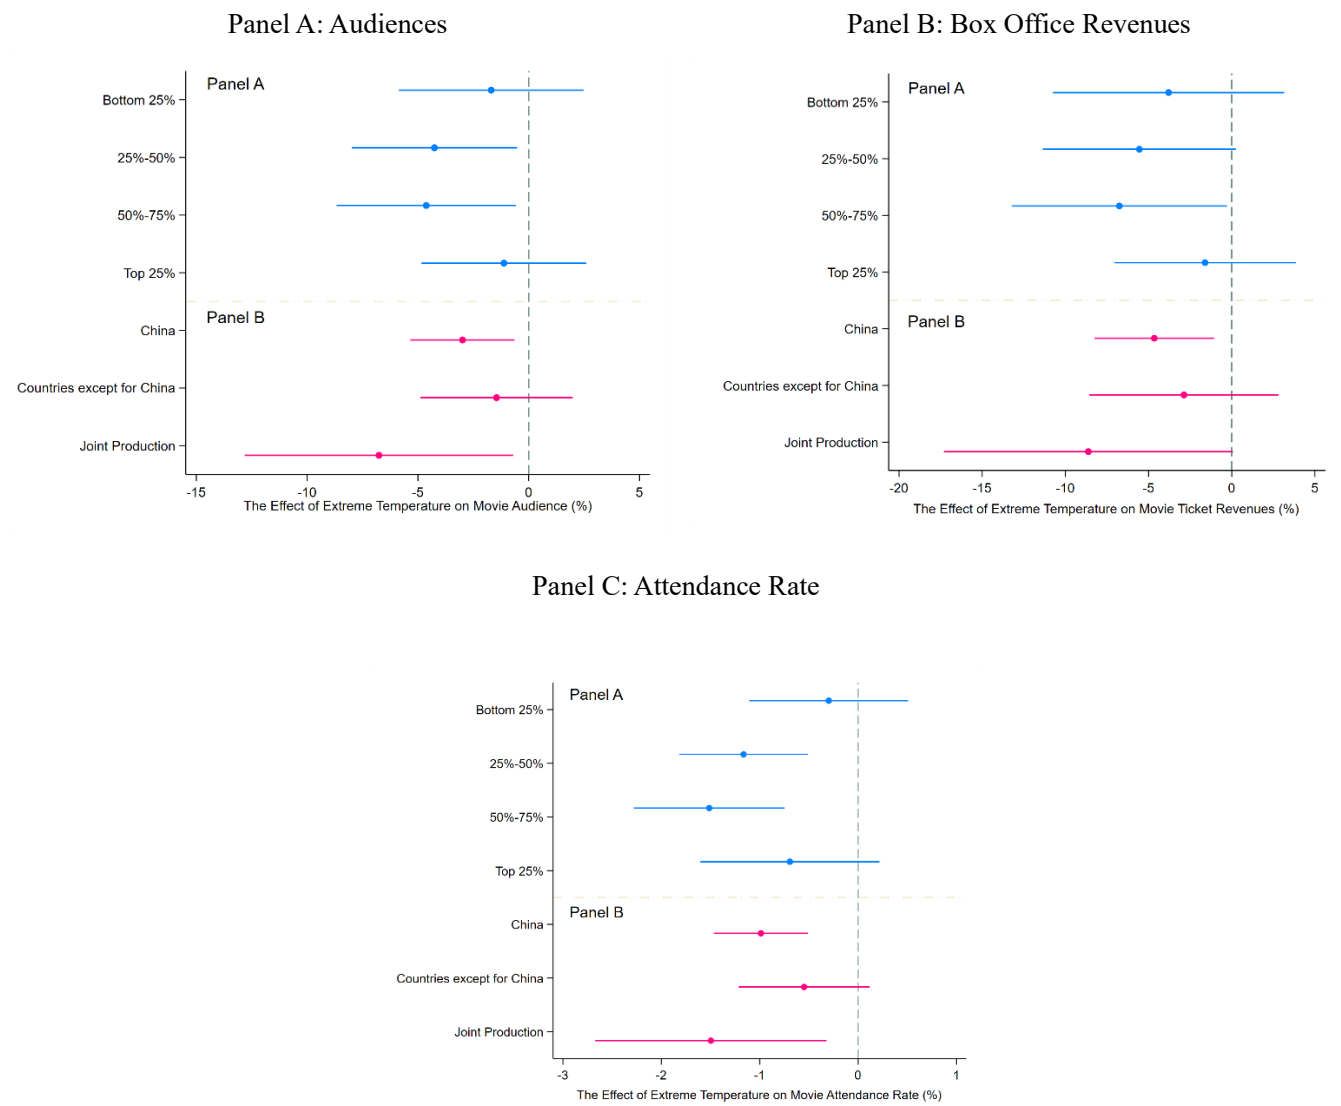 Panel A: Audiences
Panel A
Bottom 25%
25%-50%
50%-75%
Top 25%
Panel B
China
Countries except for China
Joint Production
-15 -10 -5 0 5
The Effect of Extreme Temperature on Movie Audience (%)
Panel B: Box Office Revenues
Panel A
Bottom 25%
25%-50%
50%-75%
Top 25%
Panel B
China
Countries except for China
Joint Production
-20 -15 -10 -5 0 5
The Effect of Extreme Temperature on Movie Ticket Revenues (%)
Panel C: Attendance Rate
Panel A
Bottom 25%
25%-50%
50%-75%
Top 25%
Panel B
China
Countries except for China
Joint Production
-3 -2 -1 0 1
The Effect of Extreme Temperature on Movie Attendance Rate (%)